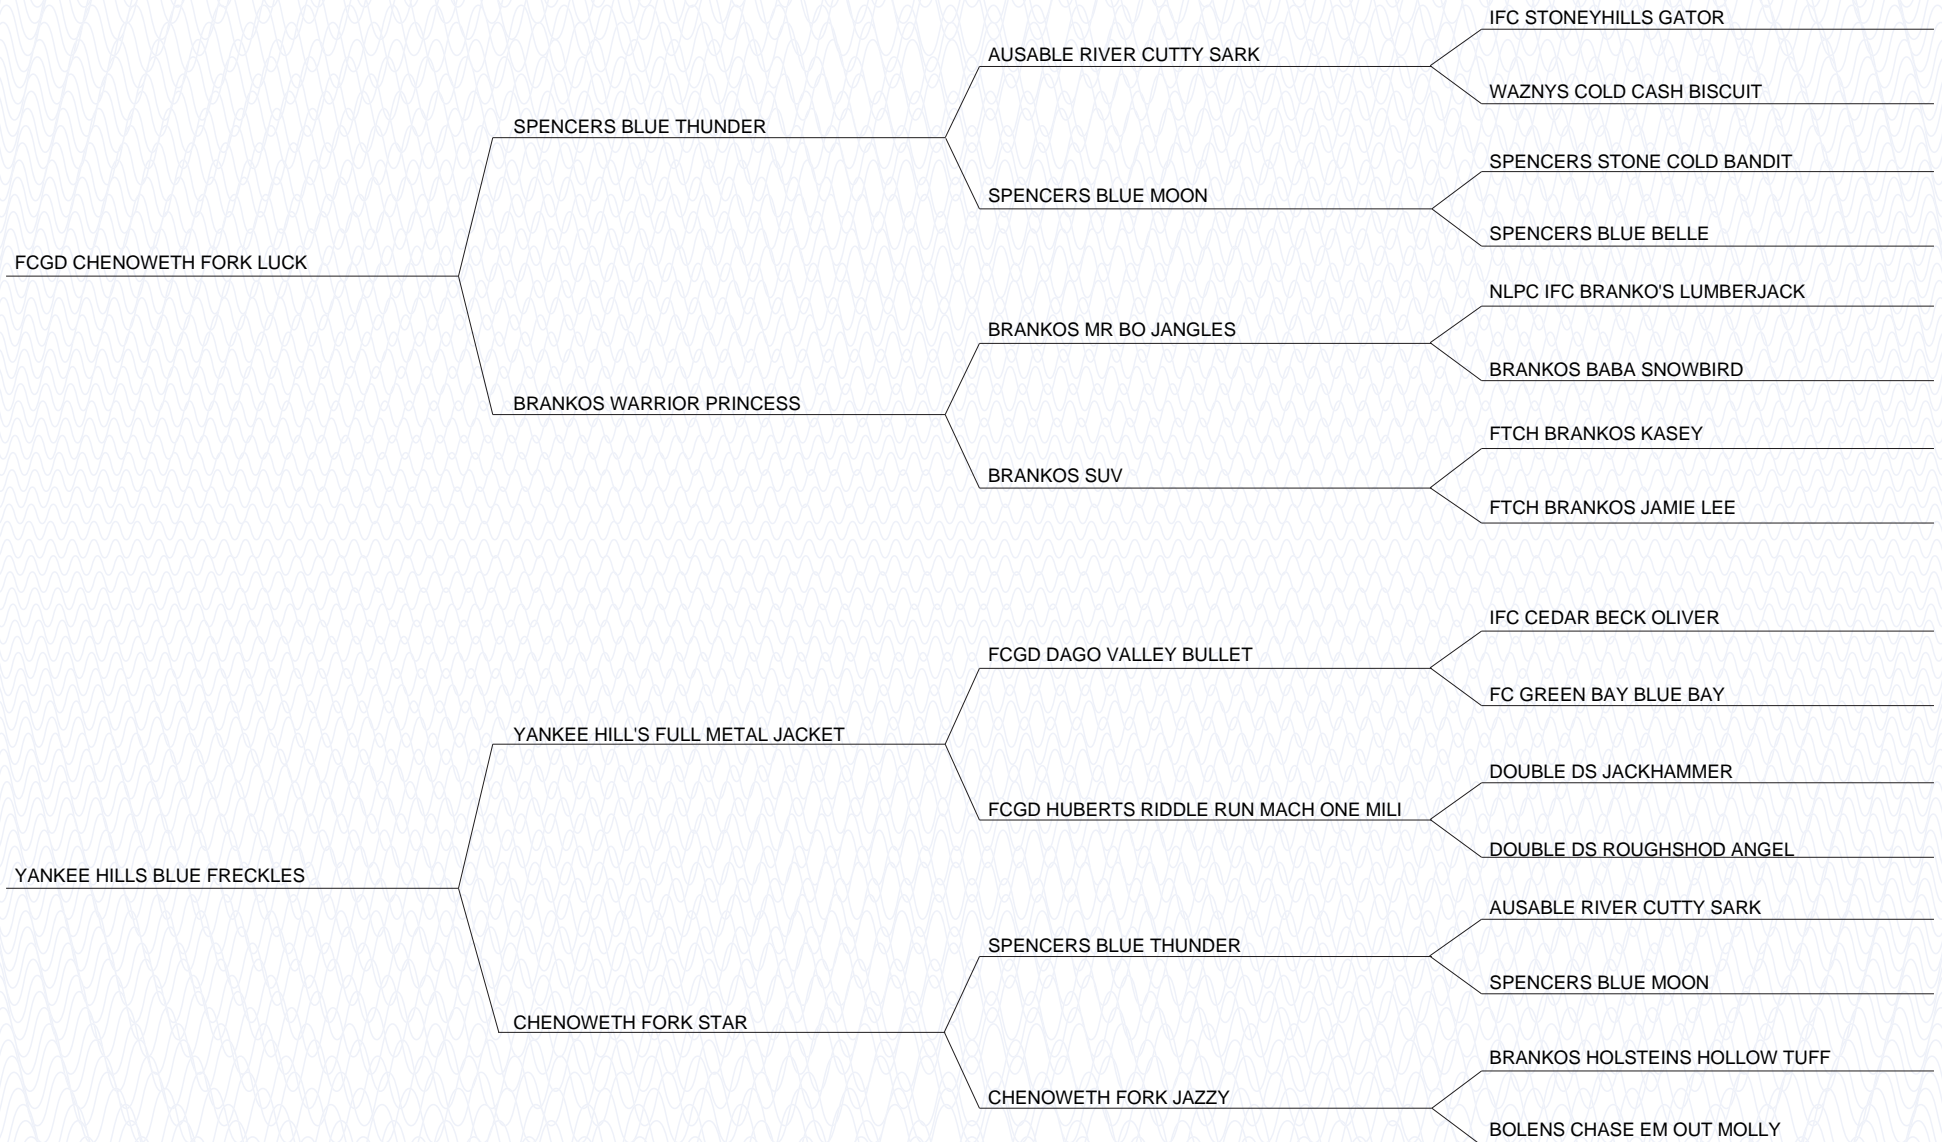 IFC STONEYHILLS GATOR
AUSABLE RIVER CUTTY SARK
WAZNYS COLD CASH BISCUIT
SPENCERS BLUE THUNDER
SPENCERS STONE COLD BANDIT
SPENCERS BLUE MOON
SPENCERS BLUE BELLE
FCGD CHENOWETH FORK LUCK
NLPC IFC BRANKO'S LUMBERJACK
BRANKOS MR BO JANGLES
BRANKOS BABA SNOWBIRD
BRANKOS WARRIOR PRINCESS
FTCH BRANKOS KASEY
BRANKOS SUV
FTCH BRANKOS JAMIE LEE
IFC CEDAR BECK OLIVER
FCGD DAGO VALLEY BULLET
FC GREEN BAY BLUE BAY
YANKEE HILL'S FULL METAL JACKET
DOUBLE DS JACKHAMMER
FCGD HUBERTS RIDDLE RUN MACH ONE MILI
DOUBLE DS ROUGHSHOD ANGEL
YANKEE HILLS BLUE FRECKLES
AUSABLE RIVER CUTTY SARK
SPENCERS BLUE THUNDER
SPENCERS BLUE MOON
CHENOWETH FORK STAR
BRANKOS HOLSTEINS HOLLOW TUFF
CHENOWETH FORK JAZZY
BOLENS CHASE EM OUT MOLLY